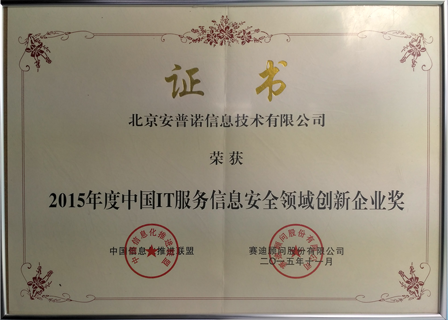 证书
北京安普诺信息技术有限公司
荣获
2015年度中国IT服务信息安全领域创新企业奖
中国信息化推进联盟
赛迪顾问股份有限公司
二〇一五年十一月